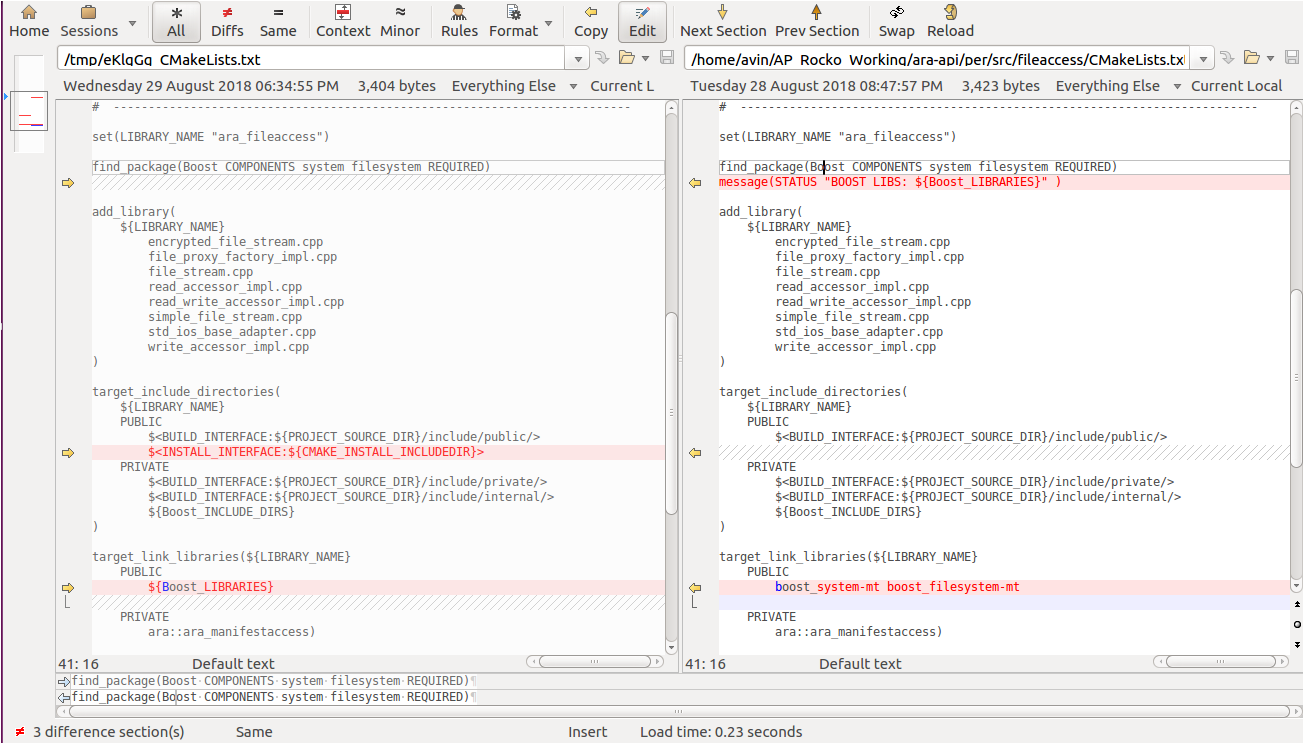 Home Sessions All Diffs Same Context Minor Rules Format Copy Edit Next Section Prev Section Swap Reload
/tmp/eKlqGq_CMakeLists.txt
Wednesday 29 August 2018 06:34:55 PM 3,404 bytes Everything Else Current L
# --------------------------------------------------------------------------
set(LIBRARY_NAME "ara_fileaccess")
find_package(Boost COMPONENTS system filesystem REQUIRED)
add_library(
${LIBRARY_NAME}
encrypted_file_stream.cpp
file_proxy_factory_impl.cpp
file_stream.cpp
read_accessor_impl.cpp
read_write_accessor_impl.cpp
simple_file_stream.cpp
std_ios_base_adapter.cpp
write_accessor_impl.cpp
)
target_include_directories(
${LIBRARY_NAME}
PUBLIC
$<BUILD_INTERFACE:${PROJECT_SOURCE_DIR}/include/public/>
$<INSTALL_INTERFACE:${CMAKE_INSTALL_INCLUDEDIR}>
PRIVATE
$<BUILD_INTERFACE:${PROJECT_SOURCE_DIR}/include/private/>
$<BUILD_INTERFACE:${PROJECT_SOURCE_DIR}/include/internal/>
${Boost_INCLUDE_DIRS}
)
target_link_libraries(${LIBRARY_NAME}
PUBLIC
${Boost_LIBRARIES}
PRIVATE
ara::ara_manifestaccess)
41: 16 Default text
/home/avin/AP_Rocko_Working/ara-api/per/src/fileaccess/CMakeLists.txt
Tuesday 28 August 2018 08:47:57 PM 3,423 bytes Everything Else Current Local
# --------------------------------------------------------------------------
set(LIBRARY_NAME "ara_fileaccess")
find_package(Boost COMPONENTS system filesystem REQUIRED)
message(STATUS "BOOST LIBS: ${Boost_LIBRARIES}" )
add_library(
${LIBRARY_NAME}
encrypted_file_stream.cpp
file_proxy_factory_impl.cpp
file_stream.cpp
read_accessor_impl.cpp
read_write_accessor_impl.cpp
simple_file_stream.cpp
std_ios_base_adapter.cpp
write_accessor_impl.cpp
)
target_include_directories(
${LIBRARY_NAME}
PUBLIC
$<BUILD_INTERFACE:${PROJECT_SOURCE_DIR}/include/public/>
PRIVATE
$<BUILD_INTERFACE:${PROJECT_SOURCE_DIR}/include/private/>
$<BUILD_INTERFACE:${PROJECT_SOURCE_DIR}/include/internal/>
${Boost_INCLUDE_DIRS}
)
target_link_libraries(${LIBRARY_NAME}
PUBLIC
boost_system-mt boost_filesystem-mt
PRIVATE
ara::ara_manifestaccess)
41: 16 Default text
find_package(Boost·COMPONENTS·system·filesystem·REQUIRED)¶
find_package(Boost·COMPONENTS·system·filesystem·REQUIRED)¶
≠ 3 difference section(s) Same Insert Load time: 0.23 seconds